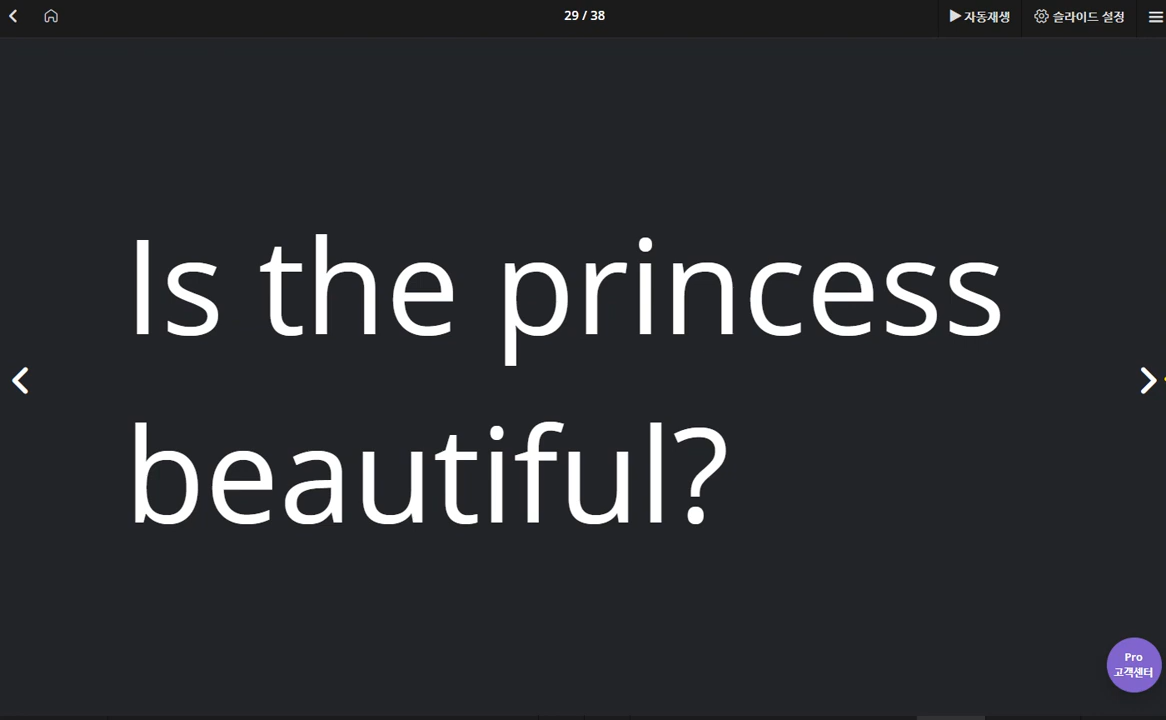 29 / 38
▶ 자동재생
슬라이드 설정
Is the princess
beautiful?
Pro
고객센터